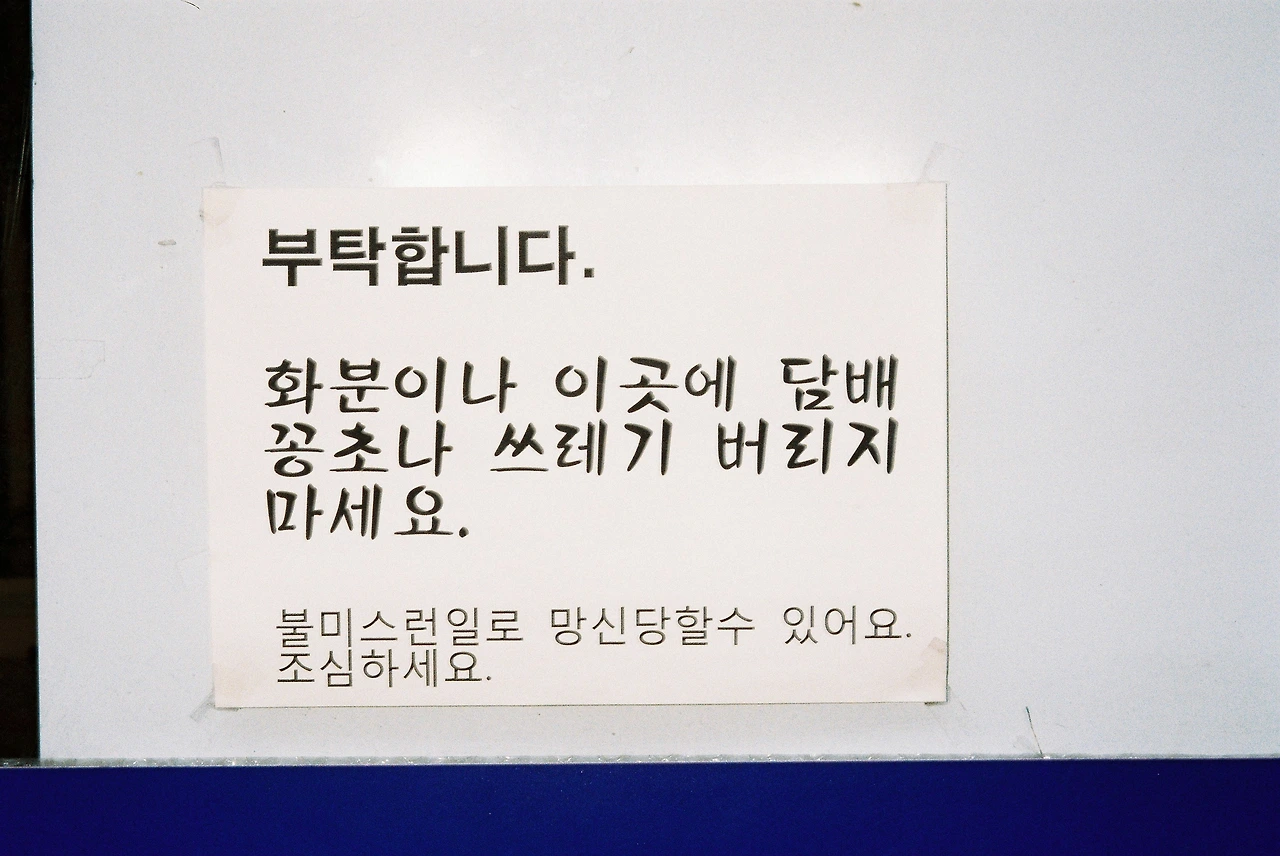 부탁합니다.
화분이나 이곳에 담배
꽁초나 쓰레기 버리지
마세요.
불미스런일로 망신당할수 있어요.
조심하세요.